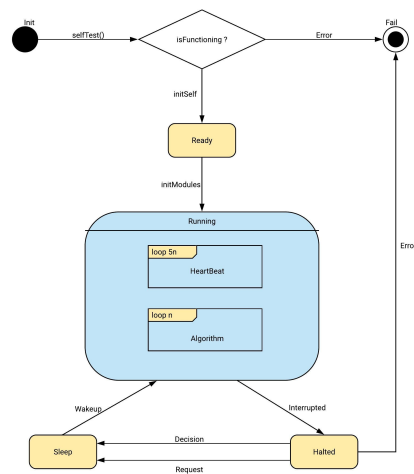 Init
Fail
selfTest()
isFunctioning ?
Error
initSelf
Ready
initModules
Running
loop 5n
HeartBeat
Erro
loop n
Algorithm
Wakeup
Interrupted
Decision
Sleep
Halted
Request